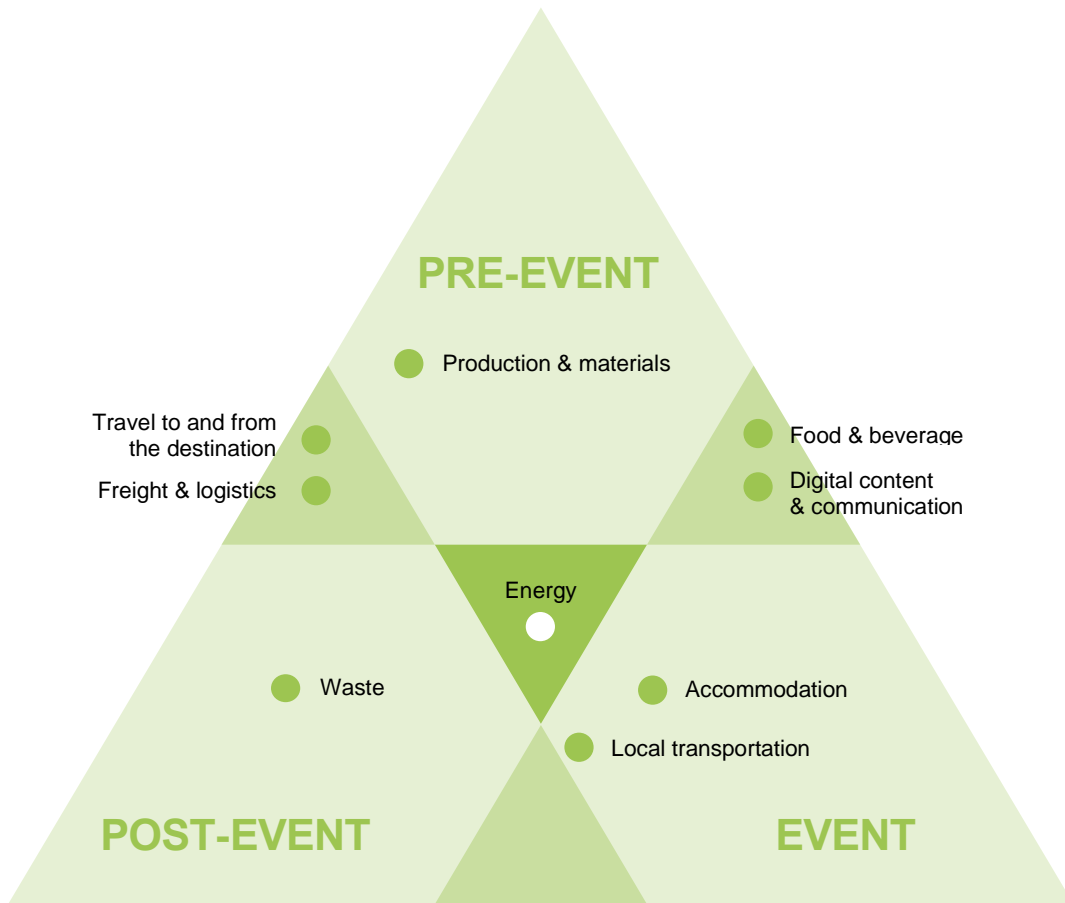 PRE-EVENT
Production & materials
Travel to and from
the destination
Freight & logistics
Food & beverage
Digital content
& communication
Energy
Waste
Accommodation
Local transportation
POST-EVENT
EVENT